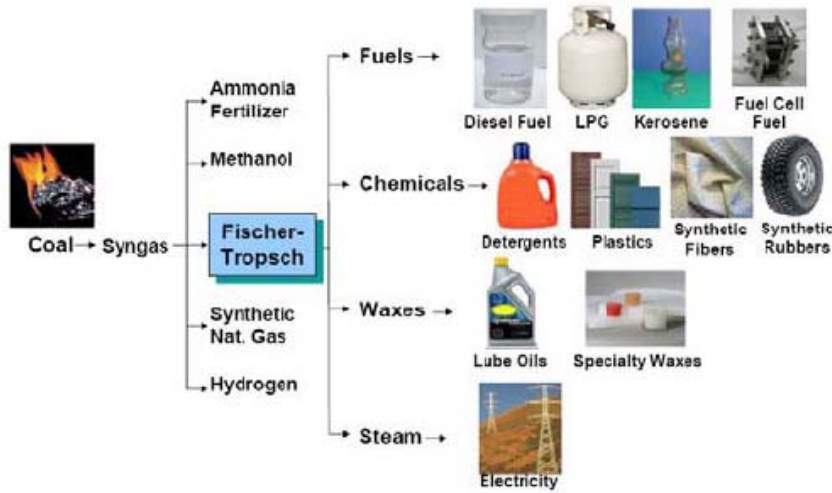 Fuels
Diesel Fuel
LPG
Kerosene
Fuel Cell
Fuel
Ammonia
Fertilizer
Methanol
Chemicals
Detergents
Plastics
Synthetic
Fibers
Synthetic
Rubbers
Coal
Syngas
Fischer-
Tropsch
Waxes
Lube Oils
Specialty Waxes
Synthetic
Nat. Gas
Hydrogen
Steam
Electricity